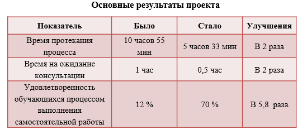 Основные результаты проекта
Показатель Было Стало Улучшения
Время протекания процесса 10 часов 55 мин 5 часов 33 мин В 2 раза
Время на ожидание консультации 1 час 0,5 час В 2 раза
Удовлетворенность обучающихся процессом выполнения самостоятельной работы 12 % 70 % В 5,8 раза.